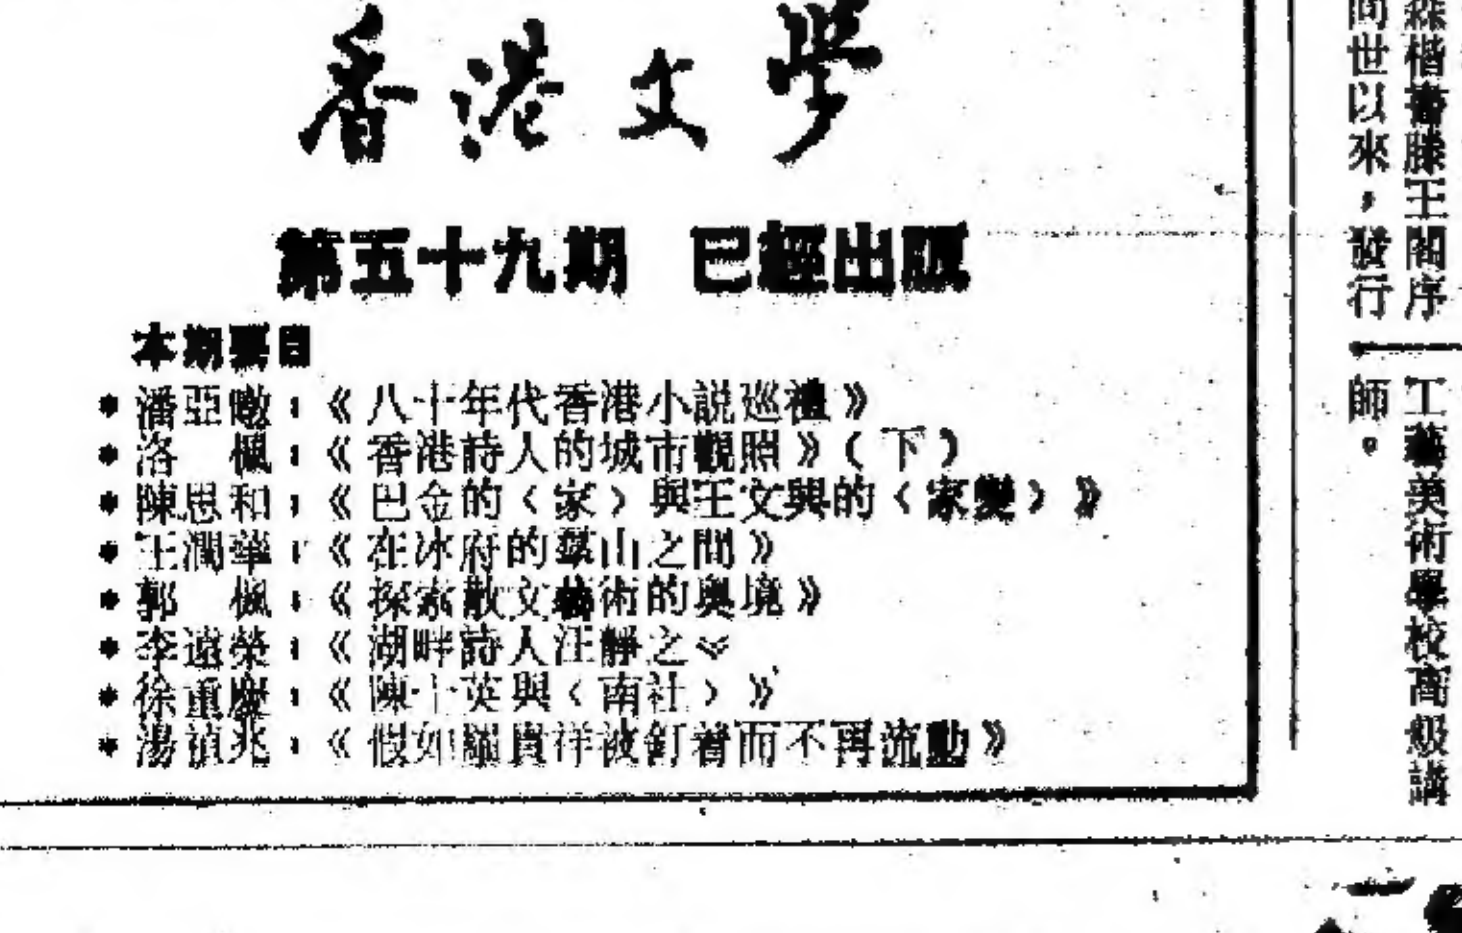 香港文學
第五十九期 已經出版
本期要目
*潘亞暾：《八十年代香港小説巡禮》
*洛 楓：《香港詩人的城市觀照》（下）
*陳思和：《巴金的〈家〉與王文興的〈家變〉》
*王潤華：《在冰府的羣山之間》
*郭 楓：《探索散文藝術的奧境》
*李遠榮：《湖畔詩人汪靜之》
*徐重慶：《陳十英與〈南社〉》
*湯禎兆：《假如羅貴祥被釘着而不再流動》
楷書滕王閣序
問世以來，發行
工藝美術學校高級講
師。